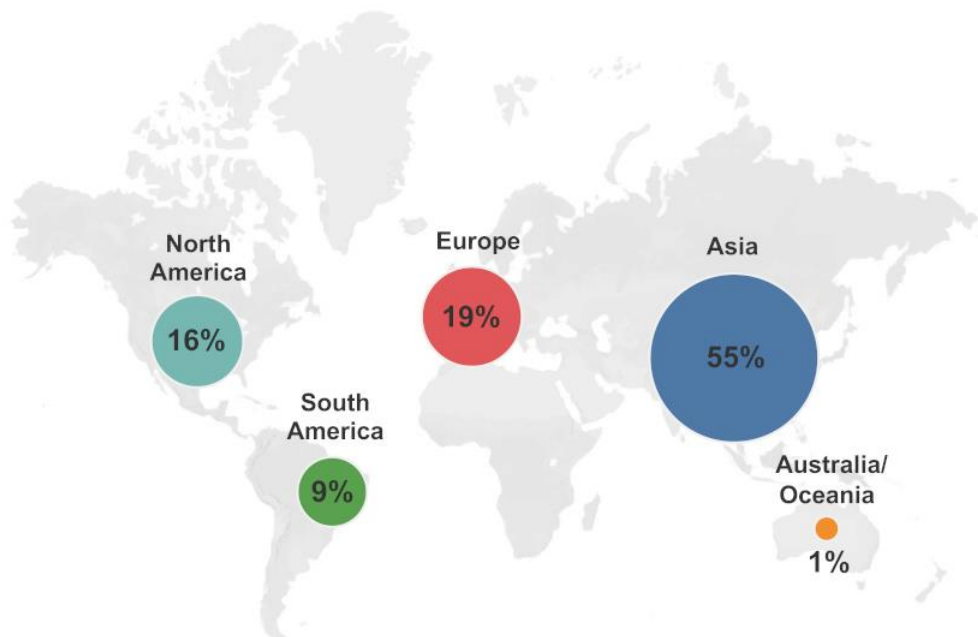 North
America
16%
South
America
9%
Europe
19%
Asia
55%
Australia/
Oceania
1%